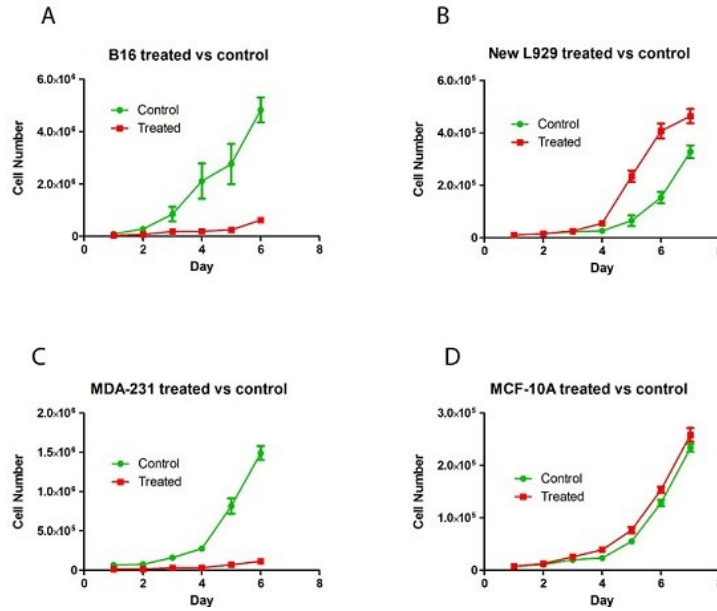 A
B16 treated vs control
6.0×10⁶
4.0×10⁶
2.0×10⁶
0
Cell Number
Control
Treated
0 2 4 6 8
Day
B
New L929 treated vs control
6.0×10⁵
4.0×10⁵
2.0×10⁵
0
Cell Number
Control
Treated
0 2 4 6 8
Day
C
MDA-231 treated vs control
2.0×10⁶
1.5×10⁶
1.0×10⁶
5.0×10⁵
0
Cell Number
Control
Treated
0 2 4 6 8
Day
D
MCF-10A treated vs control
3.0×10⁵
2.0×10⁵
1.0×10⁵
0
Cell Number
Control
Treated
0 2 4 6 8
Day